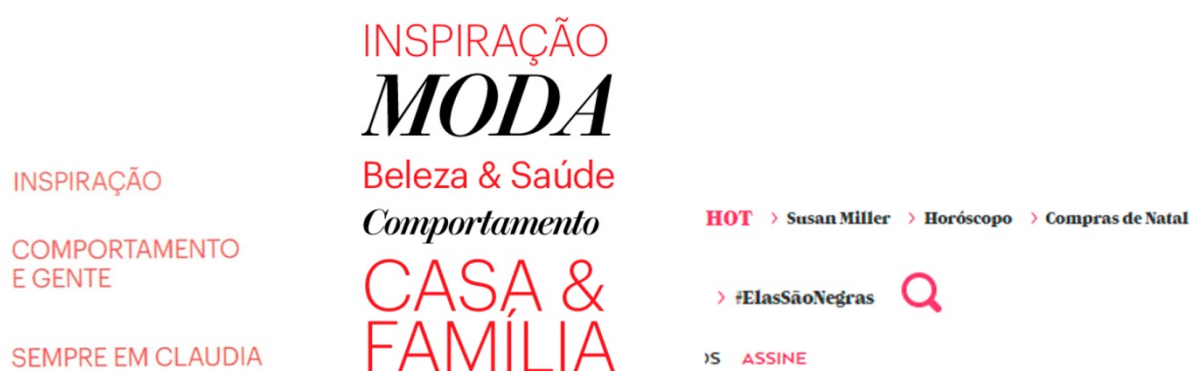 INSPIRAÇÃO
COMPORTAMENTO
E GENTE
SEMPRE EM CLAUDIA
INSPIRAÇÃO
MODA
Beleza & Saúde
Comportamento
CASA &
FAMÍLIA
HOT > Susan Miller > Horóscopo > Compras de Natal
> #ElasSãoNegras
OS ASSINE